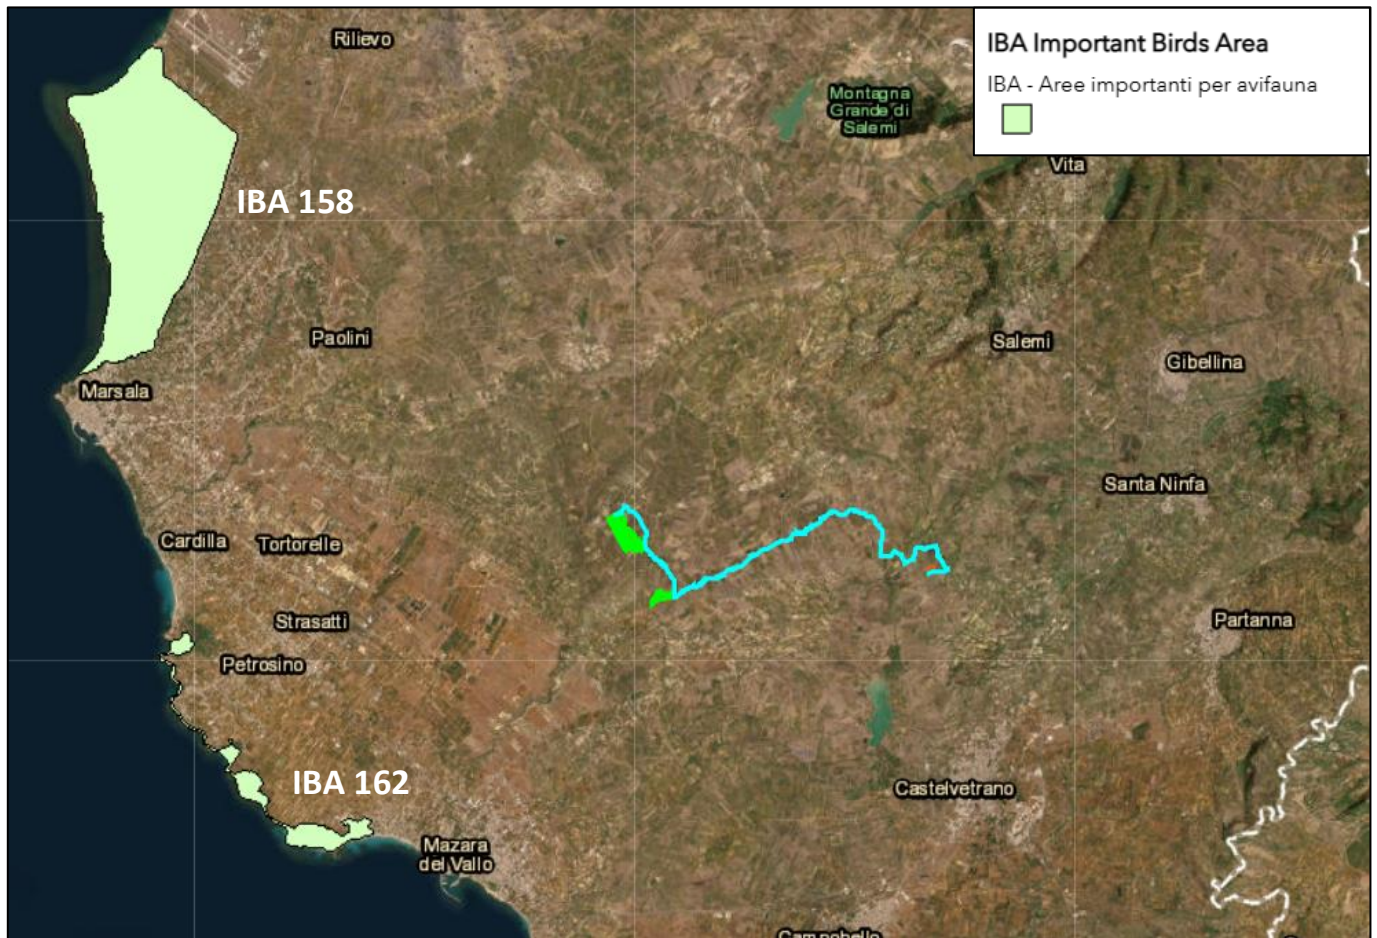 IBA Important Birds Area
IBA - Aree importanti per avifauna
Rilievo
Montagna
Grande di
Salemi
Vita
IBA 158
Paolini
Salemi
Gibellina
Marsala
Santa Ninfa
Cardilla
Tortorelle
Strasatti
Partanna
Petrosino
IBA 162
Castelvetrano
Mazara
del Vallo
Campobello